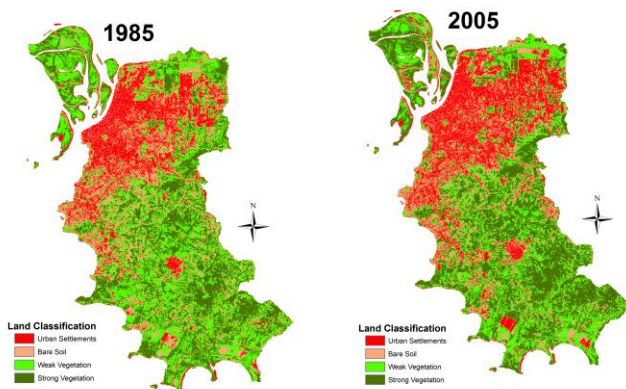 1985
N
Land Classification
Urban Settlements
Bare Soil
Weak Vegetation
Strong Vegetation
2005
N
Land Classification
Urban Settlements
Bare Soil
Weak Vegetation
Strong Vegetation